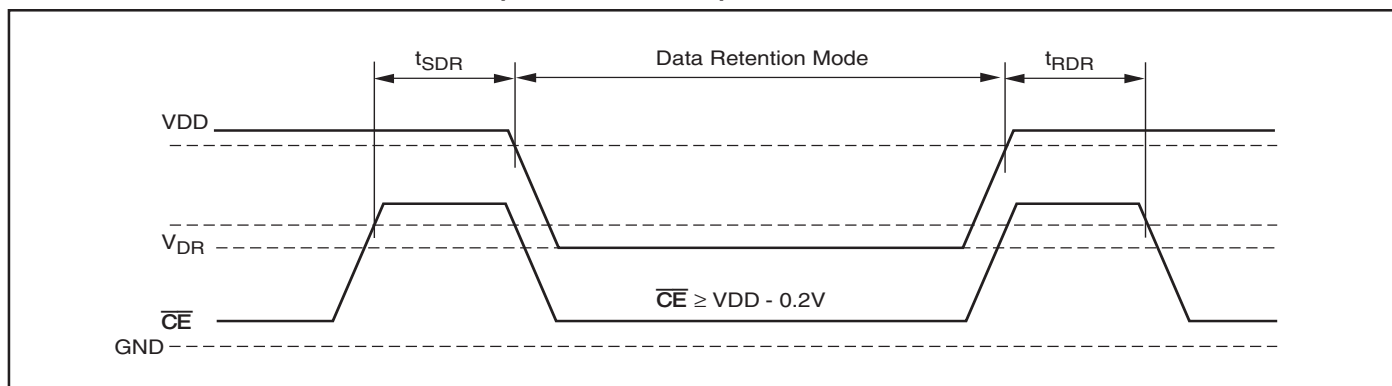 tSDR Data Retention Mode tRDR
VDD
VDR
CE ≥ VDD - 0.2V
CE
GND